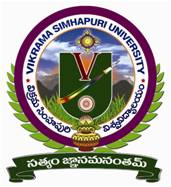 VIKRAMA SIMHAPURI UNIVERSITY
V
U
విక్రమ సింహపురి విశ్వవిద్యాలయం
సత్యం జ్ఞానమనంతమ్